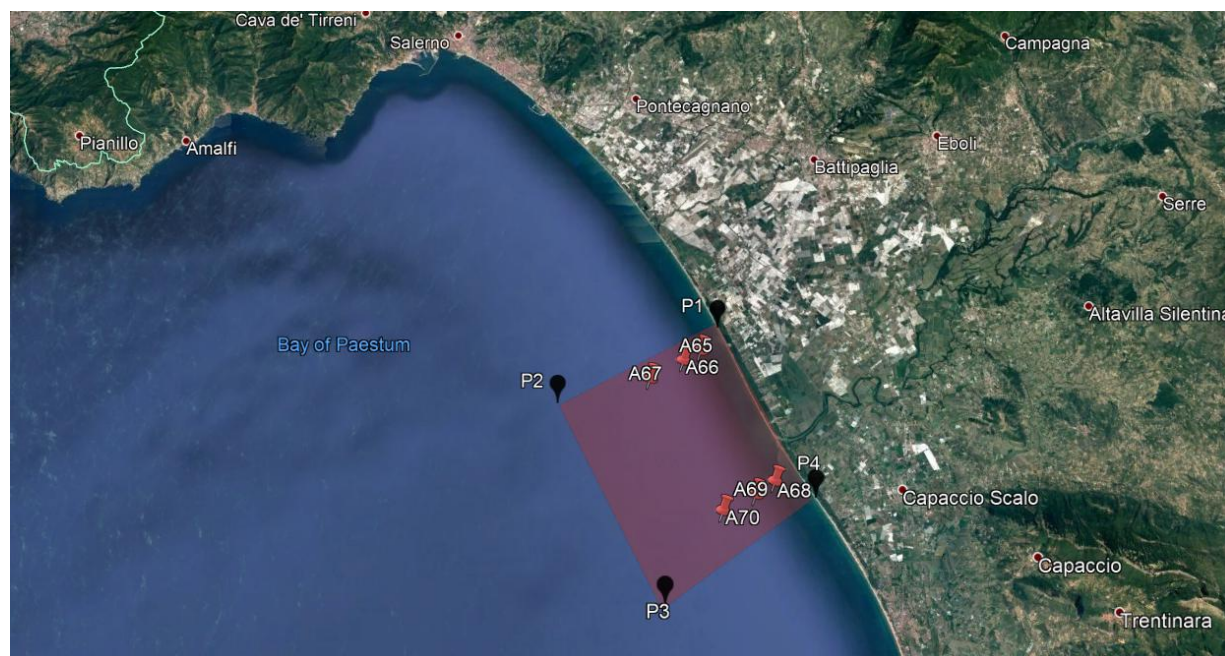 Cava de' Tirreni
Salerno
Campagna
Pontecagnano
Pianillo
Amalfi
Eboli
Battipaglia
Serre
P1
Altavilla Silentina
Bay of Paestum
A65
A66
A67
P2
P4
A69
A68
Capaccio Scalo
A70
Capaccio
P3
Trentinara